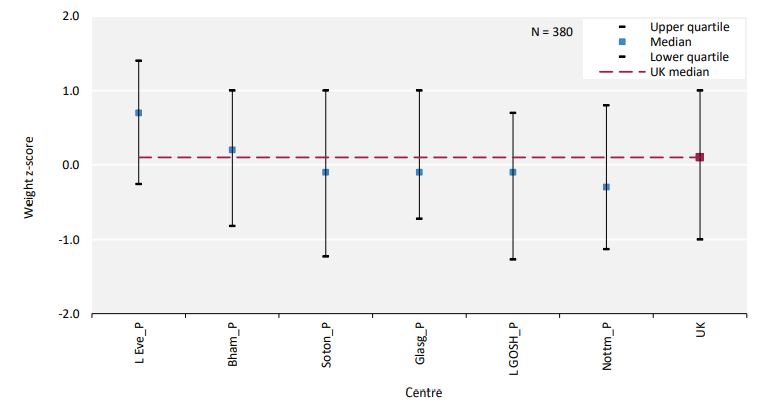 2.0
1.0
0.0
-1.0
-2.0
Weight z-score
N = 380
Upper quartile
Median
Lower quartile
UK median
L Eve_P
Bham_P
Soton_P
Glasg_P
L GOSH_P
Nottm_P
UK
Centre